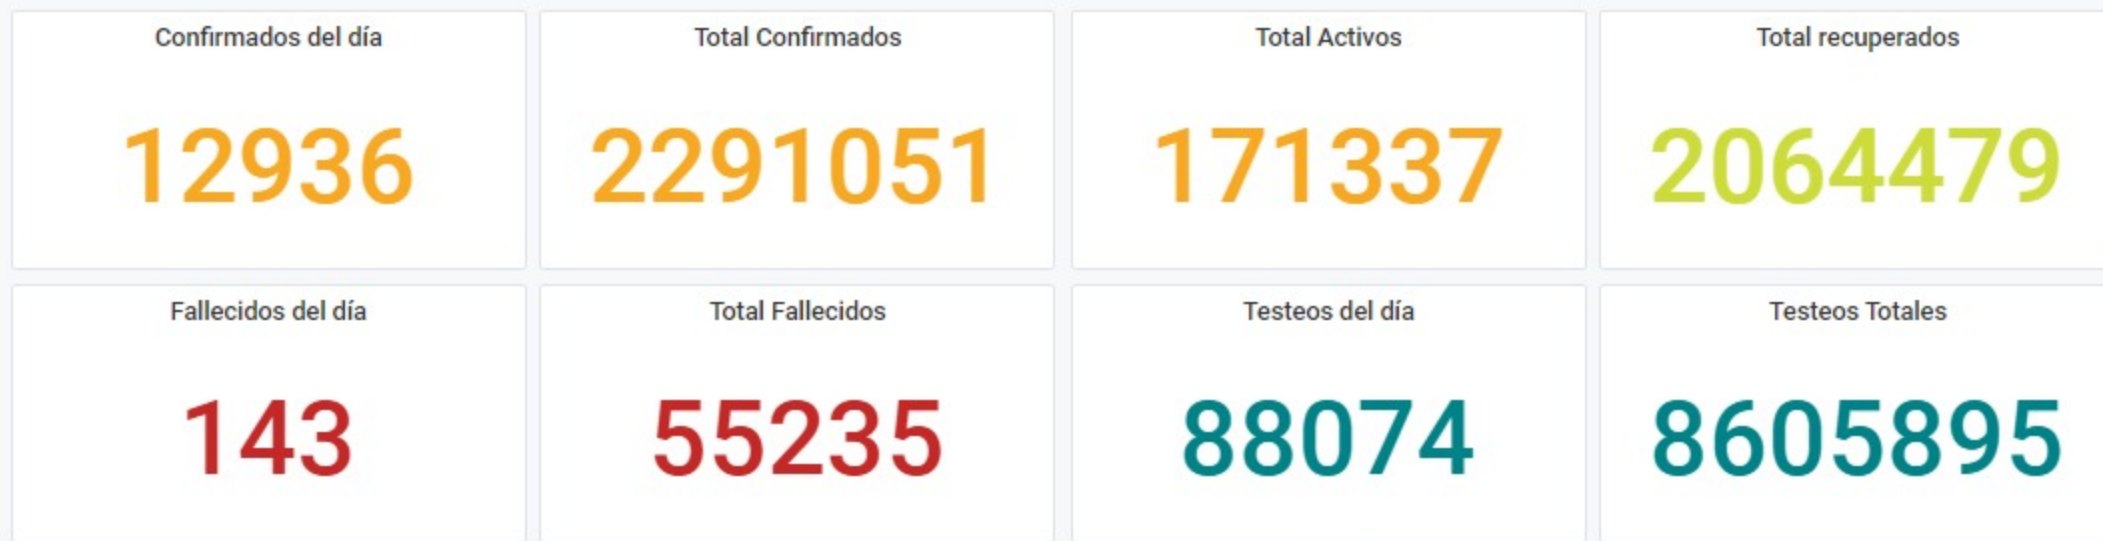 Confirmados del día
12936
Total Confirmados
2291051
Total Activos
171337
Total recuperados
2064479
Fallecidos del día
143
Total Fallecidos
55235
Testeos del día
88074
Testeos Totales
8605895